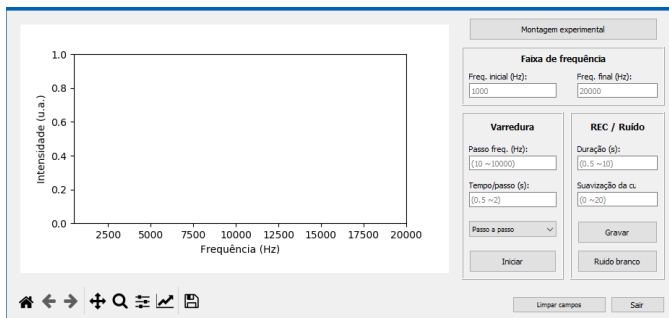 Montagem experimental
Faixa de frequência
Freq. inicial (Hz): Freq. final (Hz):
1000 20000
Varredura
Passo freq. (Hz):
(10 ~10000)
Tempo/passo (s):
(0.5 ~2)
Passo a passo
Iniciar
REC / Ruído
Duração (s):
(0.5 ~10)
Suavização da cu
(0 ~20)
Gravar
Ruido branco
Limpar campos Sair
Intensidade (u.a.)
1.0
0.8
0.6
0.4
0.2
0.0
2500 5000 7500 10000 12500 15000 17500 20000
Frequência (Hz)